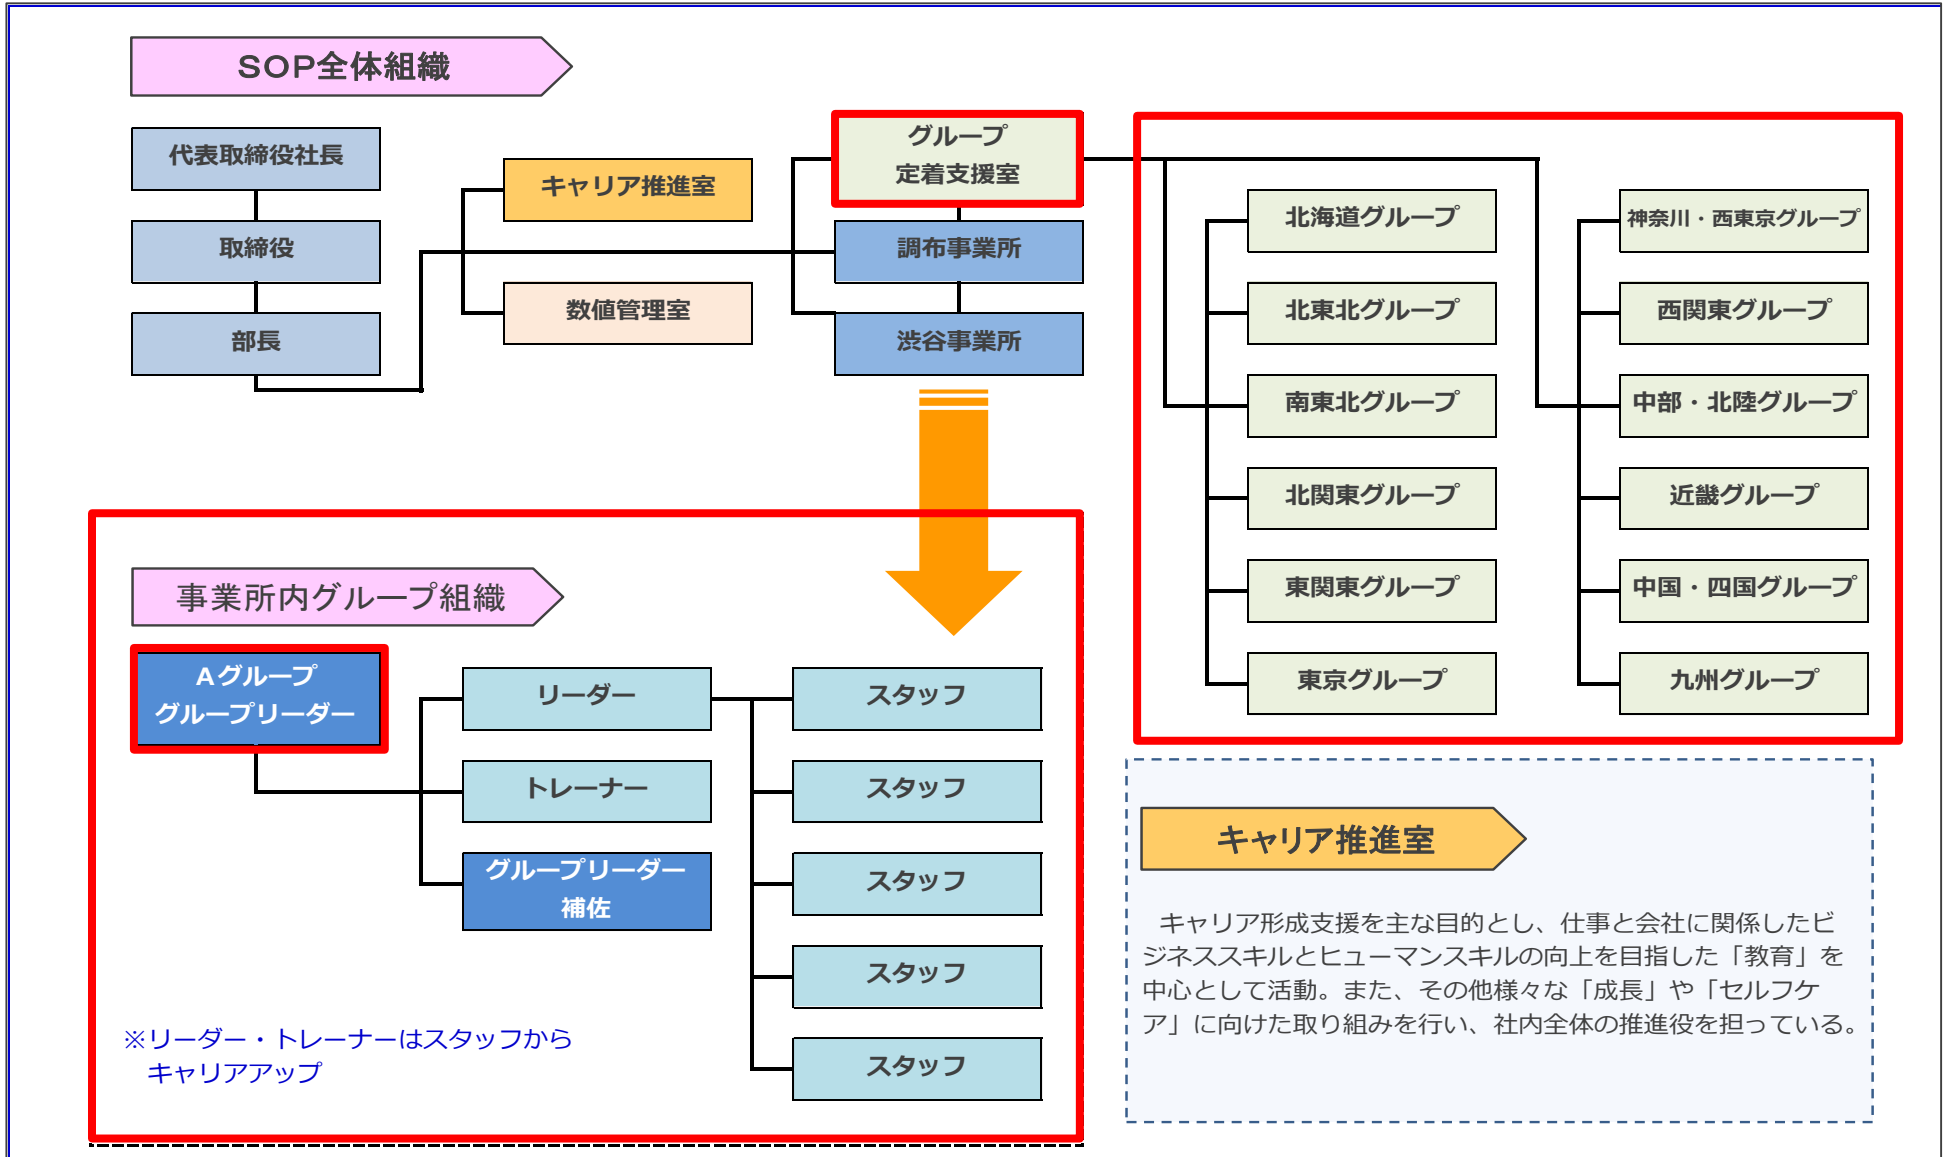 SOP全体組織
代表取締役社長
取締役
部長
キャリア推進室
数値管理室
グループ
定着支援室
調布事業所
渋谷事業所
北海道グループ
北東北グループ
南東北グループ
北関東グループ
東関東グループ
東京グループ
神奈川・西東京グループ
西関東グループ
中部・北陸グループ
近畿グループ
中国・四国グループ
九州グループ
事業所内グループ組織
Aグループ
グループリーダー
リーダー
トレーナー
グループリーダー
補佐
スタッフ
スタッフ
スタッフ
スタッフ
スタッフ
※リーダー・トレーナーはスタッフから
キャリアアップ
キャリア推進室
キャリア形成支援を主な目的とし、仕事と会社に関係したビ
ジネススキルとヒューマンスキルの向上を目指した「教育」を
中心として活動。また、その他様々な「成長」や「セルフケ
ア」に向けた取り組みを行い、社内全体の推進役を担っている。